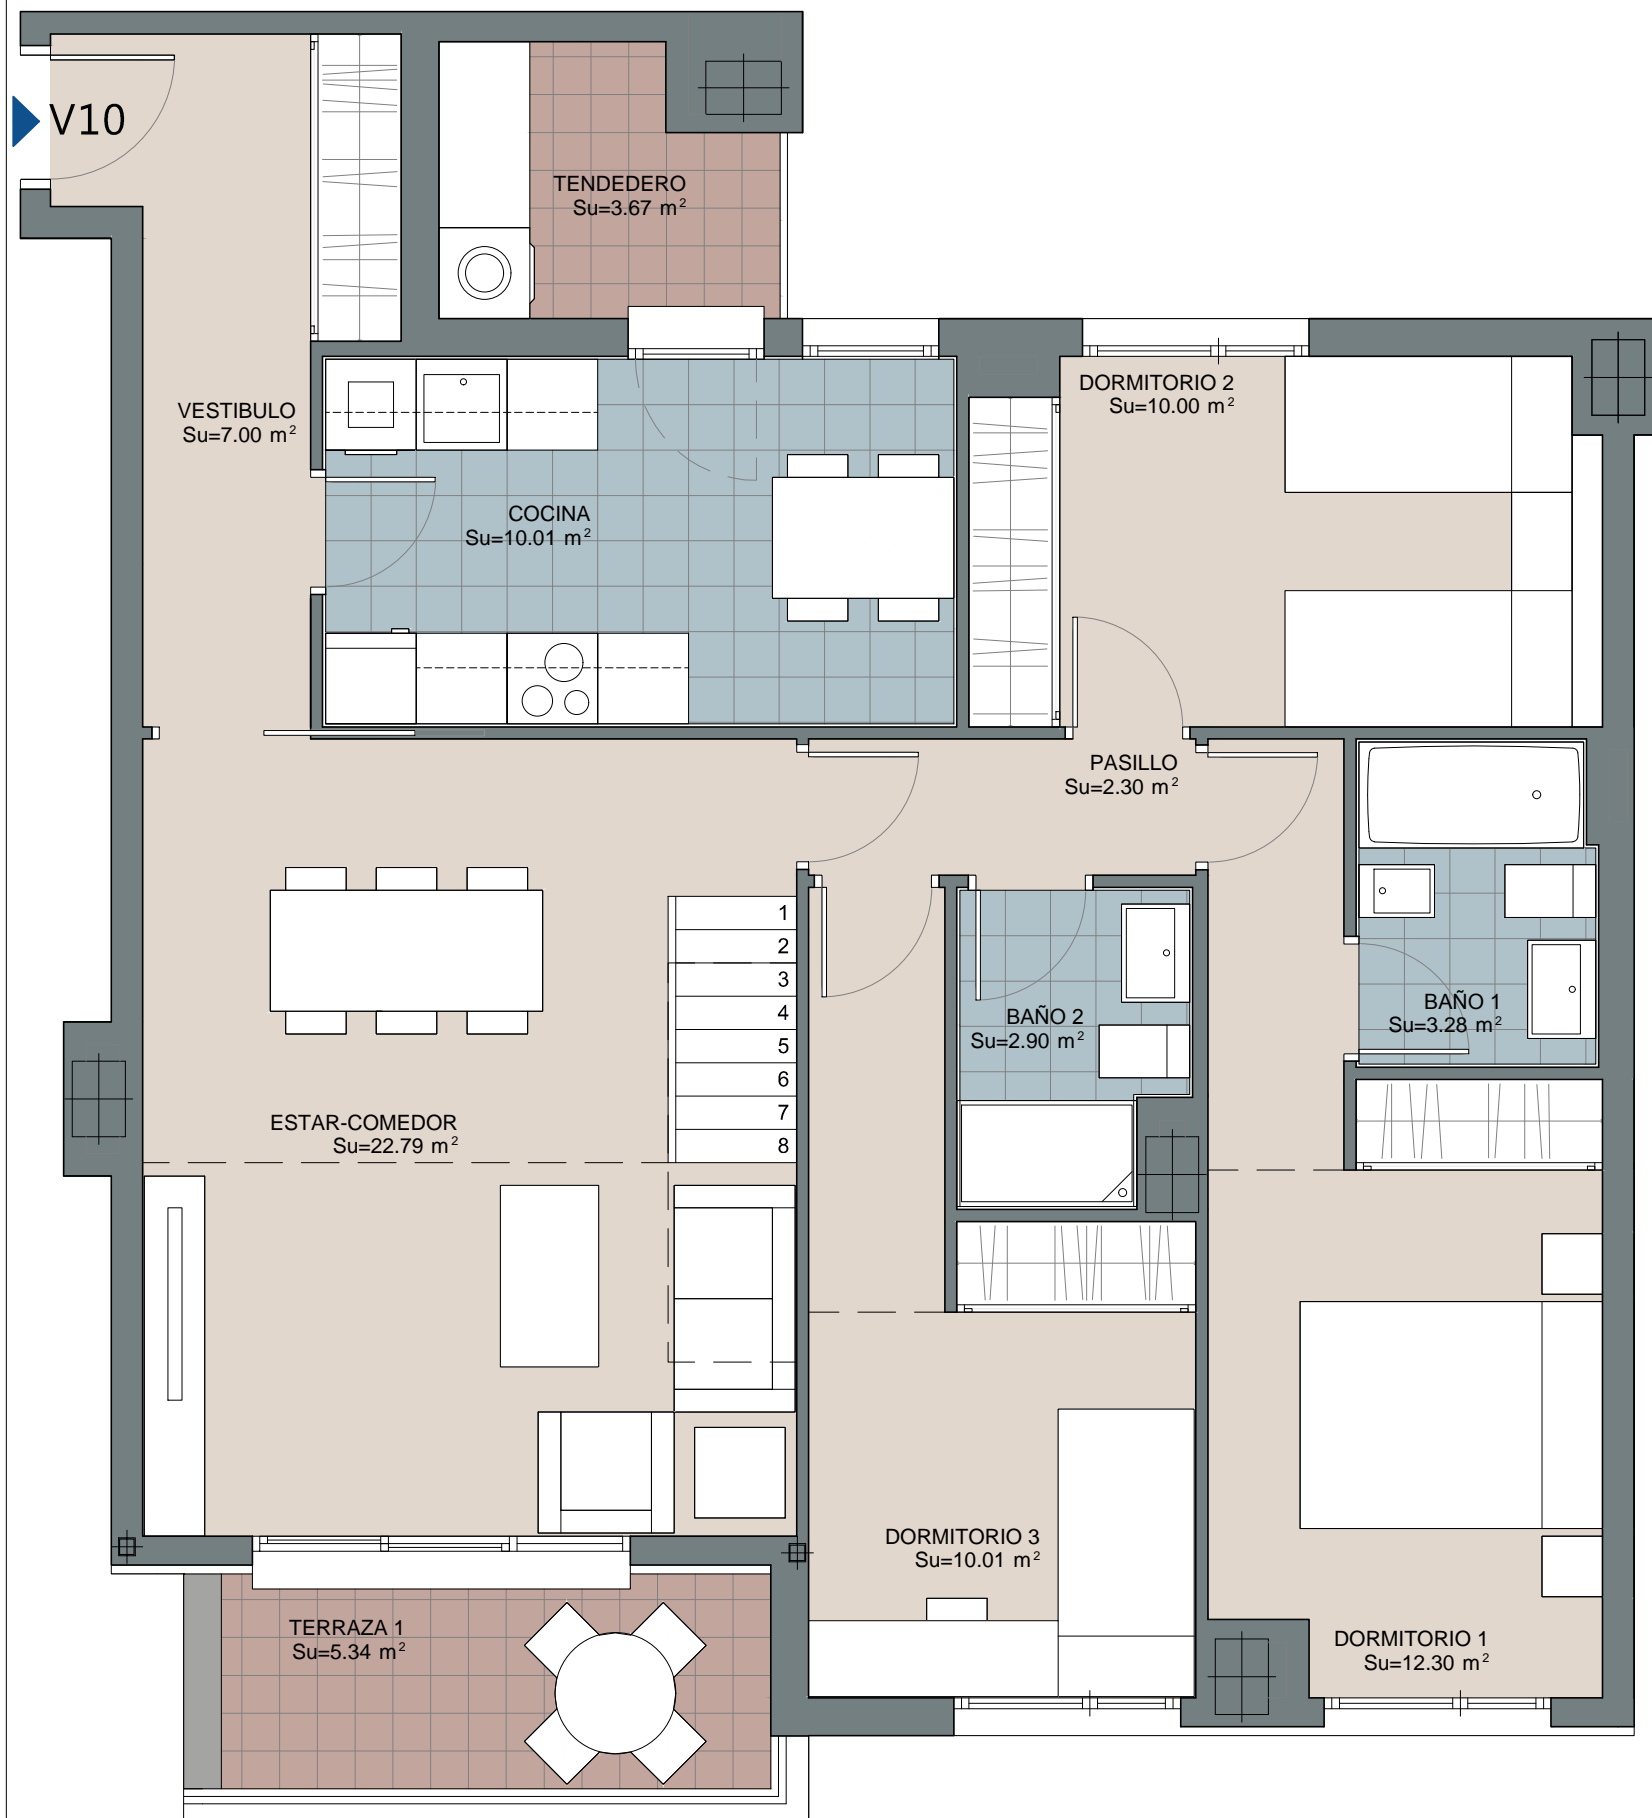 V10
TENDEDERO
Su=3.67 m²
VESTIBULO
Su=7.00 m²
DORMITORIO 2
Su=10.00 m²
COCINA
Su=10.01 m²
PASILLO
Su=2.30 m²
1
2
3
4
5
6
7
8
BAÑO 2
Su=2.90 m²
BAÑO 1
Su=3.28 m²
ESTAR-COMEDOR
Su=22.79 m²
DORMITORIO 3
Su=10.01 m²
TERRAZA 1
Su=5.34 m²
DORMITORIO 1
Su=12.30 m²